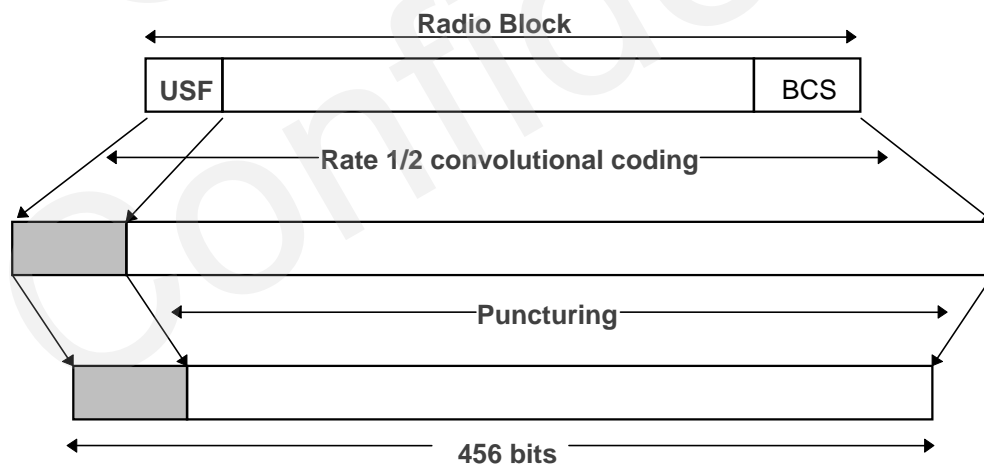 Radio Block
USF
BCS
Rate 1/2 convolutional coding
Puncturing
456 bits